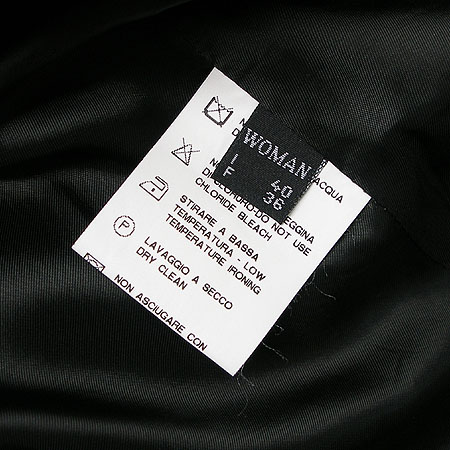 WOMAN
I 40
F 36
ACQUA
DO NOT USE
CHLORIDE BLEACH
STIRARE A BASSA
TEMPERATURA - LOW
TEMPERATURE IRONING
P
LAVAGGIO A SECCO
DRY CLEAN
NON ASCIUGARE CON